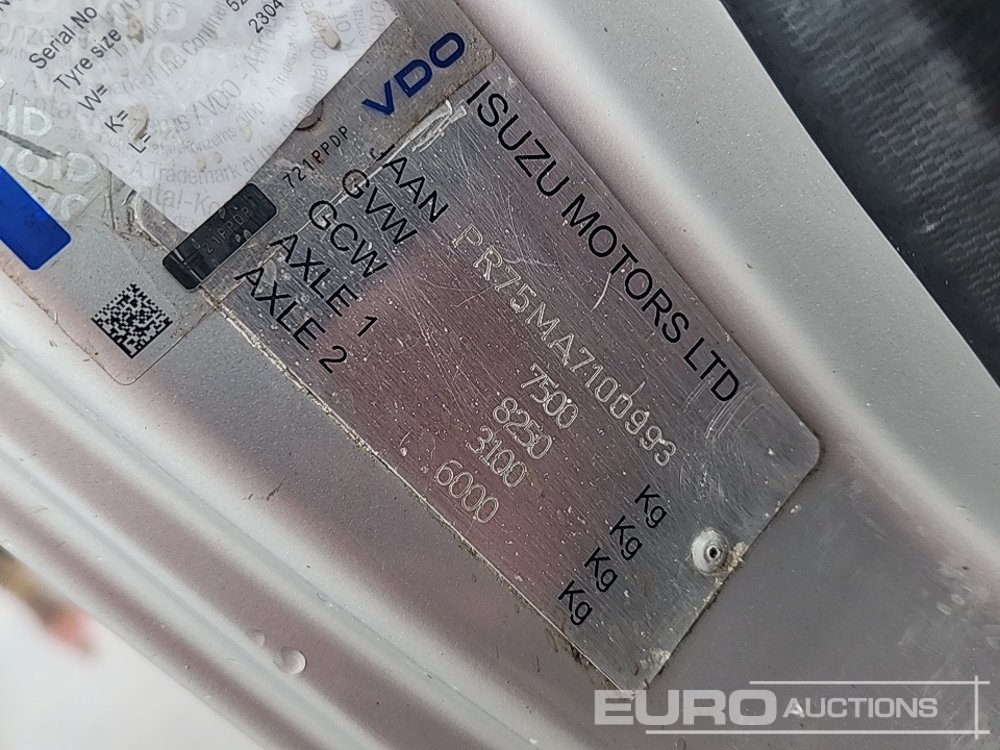 Serial No
Tyre size
W=
K=
L=
2304
VDO
721PPDP
ISUZU MOTORS LTD
IAAN PR75MA7100993
GVW 7500 Kg
GCW 8250 Kg
AXLE 1 3100 Kg
AXLE 2 6000 Kg
EURO AUCTIONS